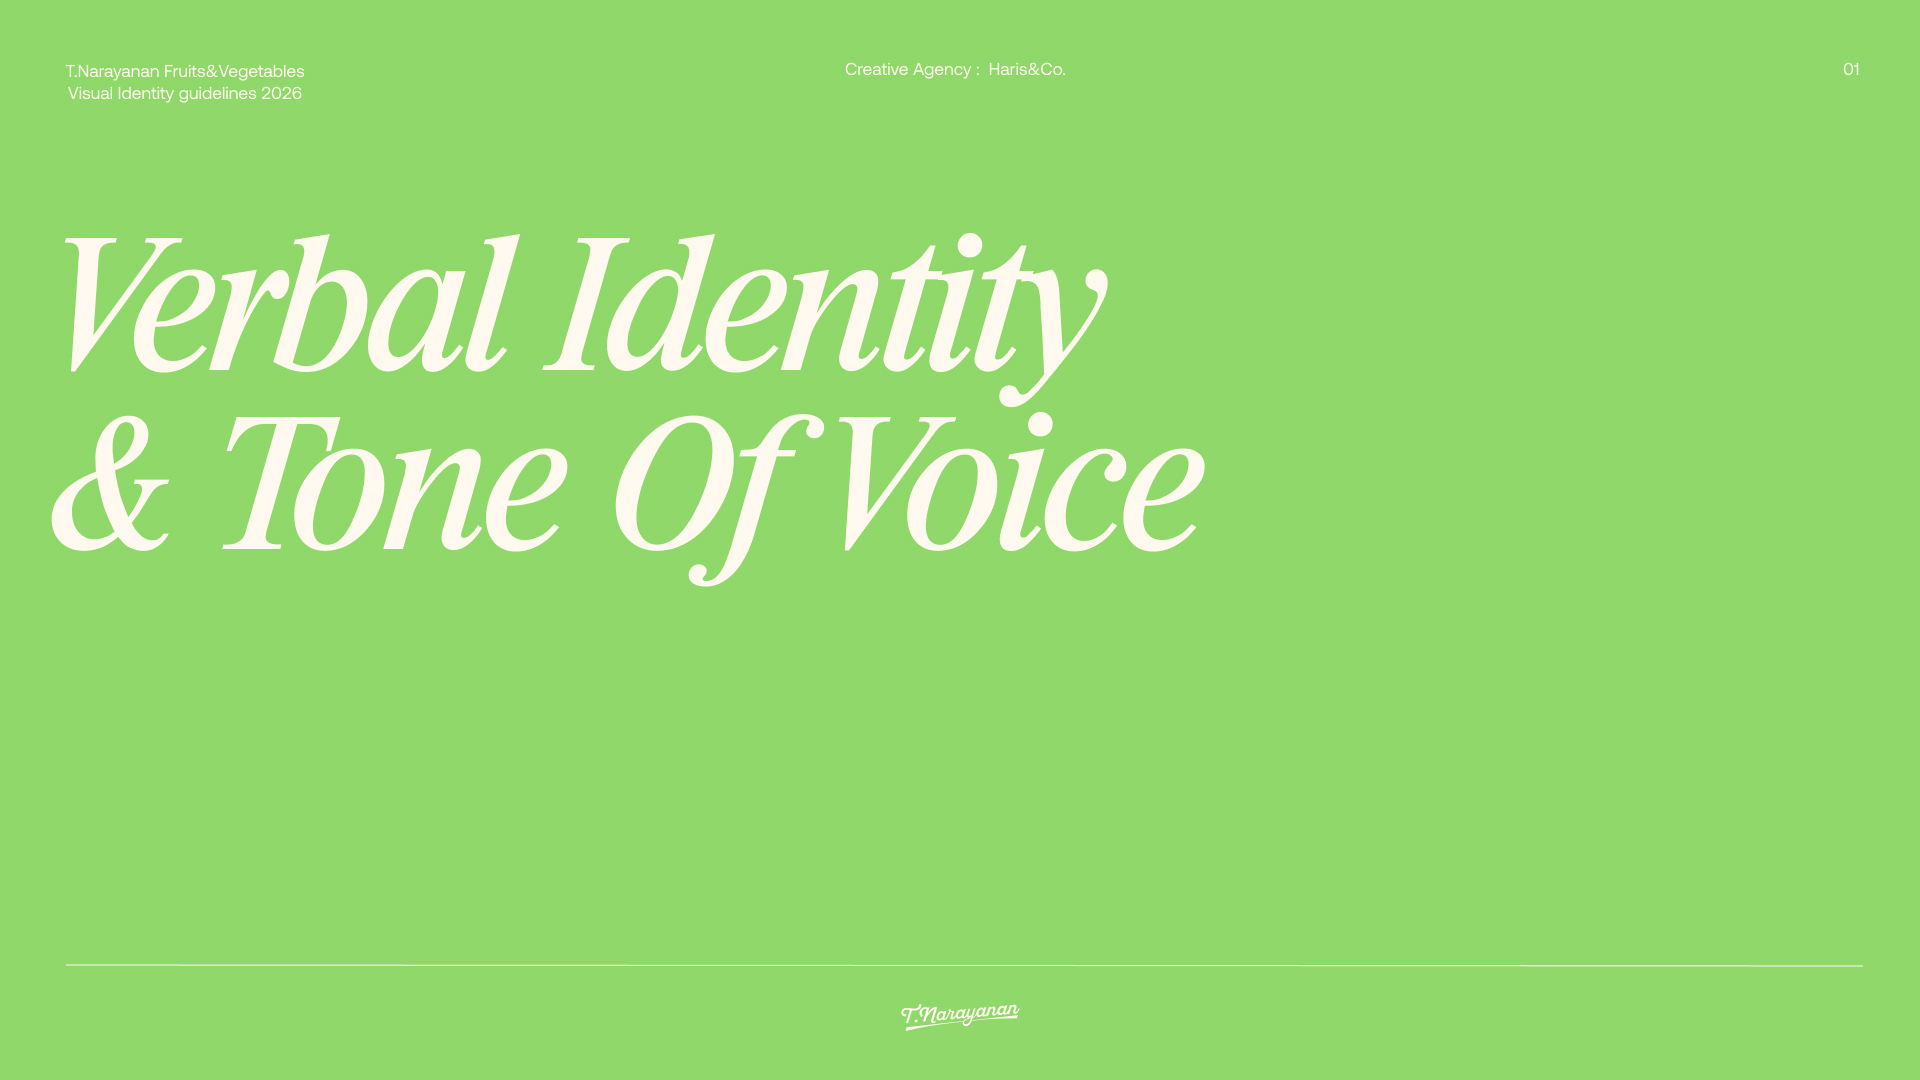 T.Narayanan Fruits&Vegetables
Visual Identity guidelines 2026
Creative Agency : Haris&Co.
01
Verbal Identity
& Tone Of Voice
T.Narayanan